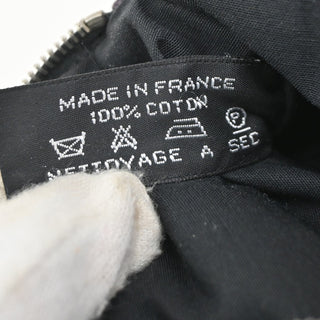 MADE IN FRANCE
100% COTON
P
NETTOYAGE A SEC